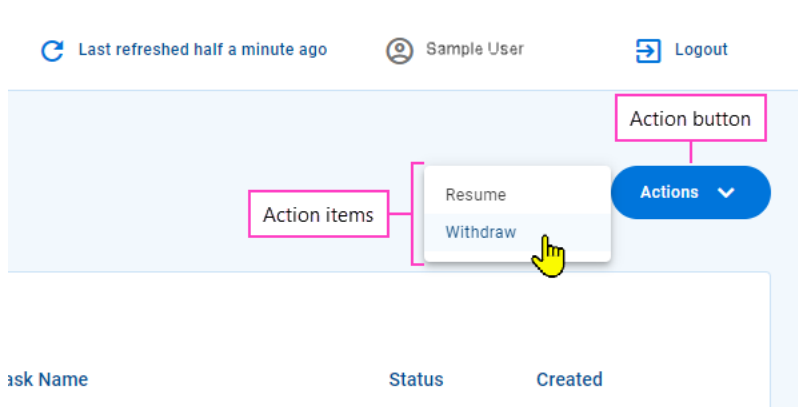 Last refreshed half a minute ago Sample User Logout
Action button
Resume Actions
Action items
Withdraw
ask Name Status Created